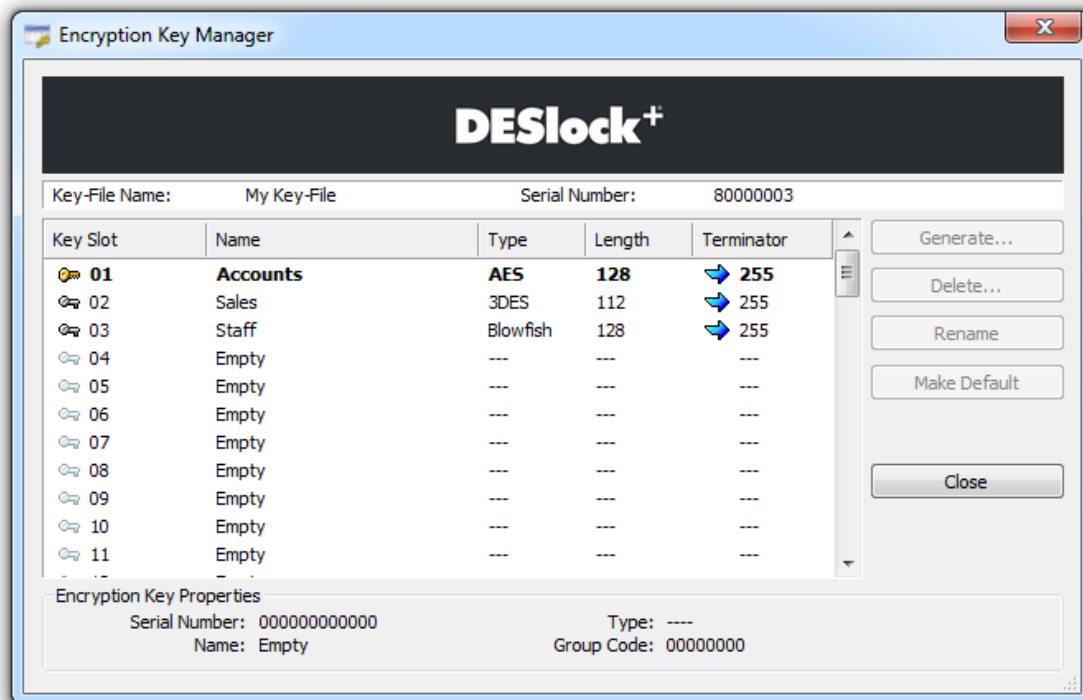 Encryption Key Manager
DESlock+
Key-File Name: My Key-File Serial Number: 80000003
Key Slot Name Type Length Terminator
01 Accounts AES 128 255
02 Sales 3DES 112 255
03 Staff Blowfish 128 255
04 Empty --- --- ---
05 Empty --- --- ---
06 Empty --- --- ---
07 Empty --- --- ---
08 Empty --- --- ---
09 Empty --- --- ---
10 Empty --- --- ---
11 Empty --- --- ---
Generate...
Delete...
Rename
Make Default
Close
Encryption Key Properties
Serial Number: 000000000000 Type: ----
Name: Empty Group Code: 00000000